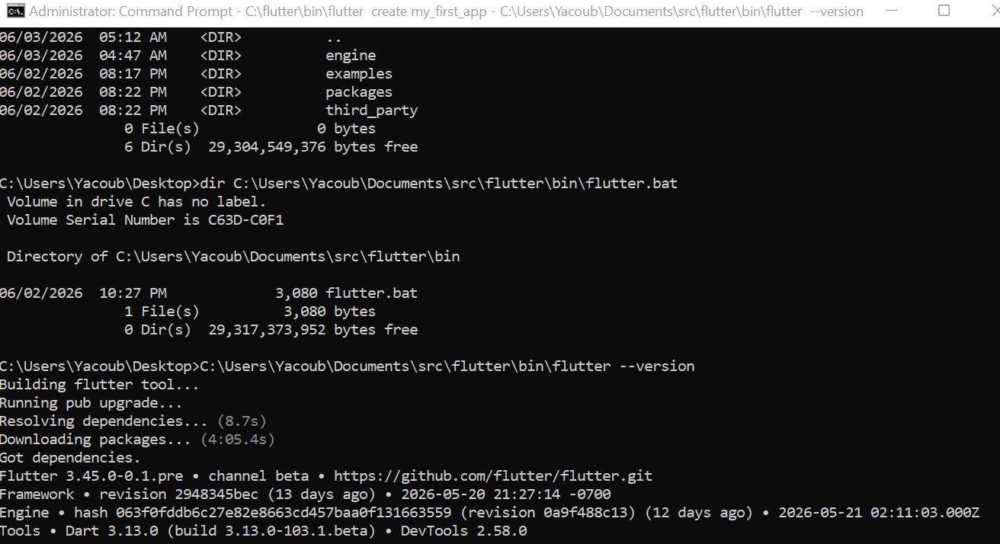 Administrator: Command Prompt - C:\flutter\bin\flutter  create my_first_app - C:\Users\Yacoub\Documents\src\flutter\bin\flutter  --version
06/03/2026  05:12 AM    <DIR>          ..
06/03/2026  04:47 AM    <DIR>          engine
06/02/2026  08:17 PM    <DIR>          examples
06/02/2026  08:22 PM    <DIR>          packages
06/02/2026  08:22 PM    <DIR>          third_party
               0 File(s)              0 bytes
               6 Dir(s)  29,304,549,376 bytes free
C:\Users\Yacoub\Desktop>dir C:\Users\Yacoub\Documents\src\flutter\bin\flutter.bat
 Volume in drive C has no label.
 Volume Serial Number is C63D-C0F1
 Directory of C:\Users\Yacoub\Documents\src\flutter\bin
06/02/2026  10:27 PM             3,080 flutter.bat
               1 File(s)          3,080 bytes
               0 Dir(s)  29,317,373,952 bytes free
C:\Users\Yacoub\Desktop>C:\Users\Yacoub\Documents\src\flutter\bin\flutter --version
Building flutter tool...
Running pub upgrade...
Resolving dependencies... (8.7s)
Downloading packages... (4:05.4s)
Got dependencies.
Flutter 3.45.0-0.1.pre • channel beta • https://github.com/flutter/flutter.git
Framework • revision 2948345bec (13 days ago) • 2026-05-20 21:27:14 -0700
Engine • hash 063f0fddb6c27e82e8663cd457baa0f131663559 (revision 0a9f488c13) (12 days ago) • 2026-05-21 02:11:03.000Z
Tools • Dart 3.13.0 (build 3.13.0-103.1.beta) • DevTools 2.58.0